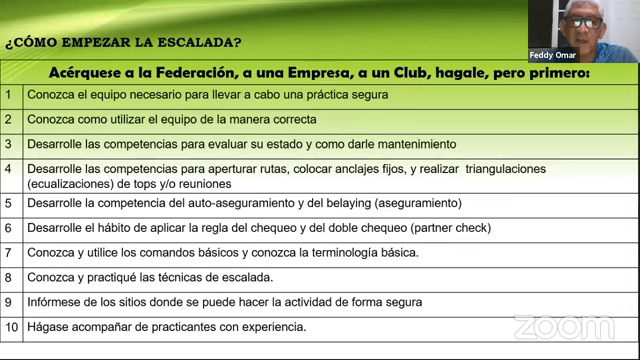 ¿CÓMO EMPEZAR LA ESCALADA?
Feddy Omar
Acérquese a la Federación, a una Empresa, a un Club, hagale, pero primero:
1 Conozca el equipo necesario para llevar a cabo una práctica segura
2 Conozca como utilizar el equipo de la manera correcta
3 Desarrolle las competencias para evaluar su estado y como darle mantenimiento
4 Desarrolle las competencias para aperturar rutas, colocar anclajes fijos, y realizar triangulaciones
(ecualizaciones) de tops y/o reuniones
5 Desarrolle la competencia del auto-aseguramiento y del belaying (aseguramiento)
6 Desarrolle el hábito de aplicar la regla del chequeo y del doble chequeo (partner check)
7 Conozca y utilice los comandos básicos y conozca la terminología básica.
8 Conozca y practiqué las técnicas de escalada.
9 Infórmese de los sitios donde se puede hacer la actividad de forma segura
10 Hágase acompañar de practicantes con experiencia.
zoom